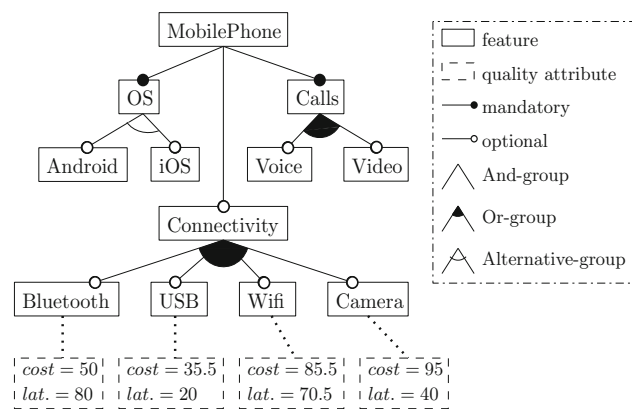 MobilePhone
OS
Calls
Android
iOS
Voice
Video
Connectivity
Bluetooth
USB
Wifi
Camera
cost = 50
lat. = 80
cost = 35.5
lat. = 20
cost = 85.5
lat. = 70.5
cost = 95
lat. = 40
feature
quality attribute
mandatory
optional
And-group
Or-group
Alternative-group